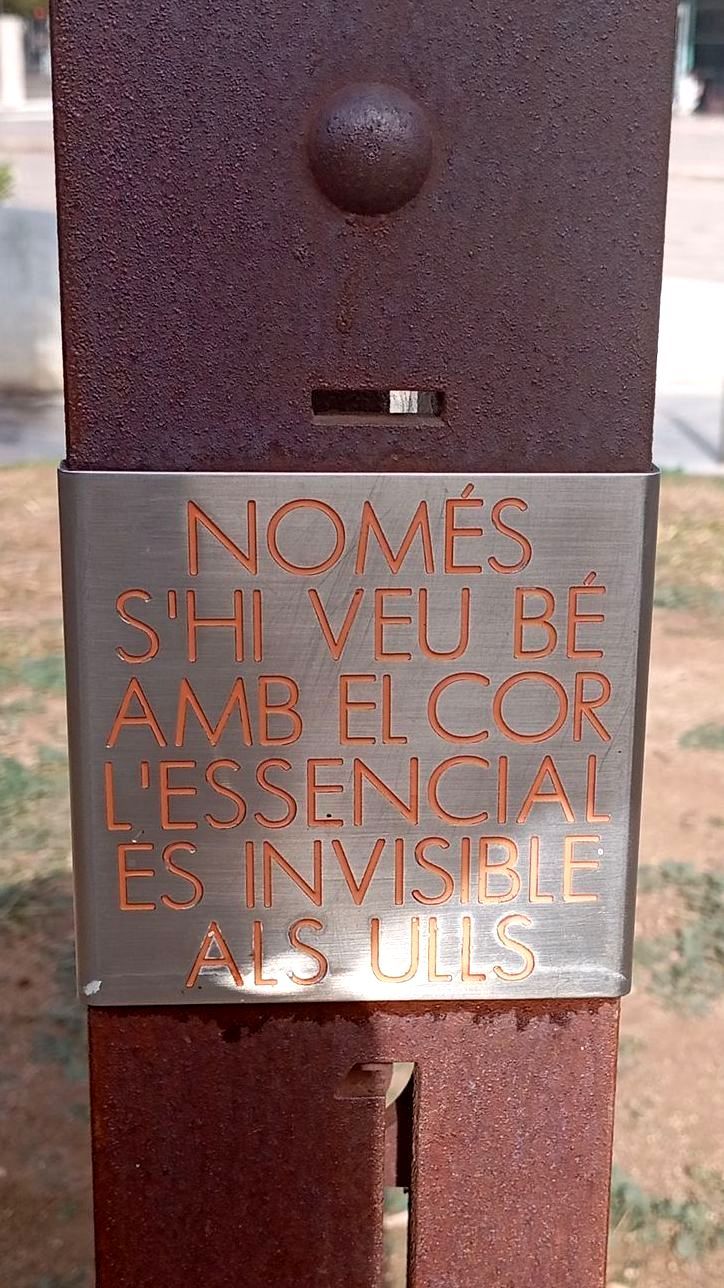 NOMÉS
S'HI VEU BÉ
AMB EL COR
L'ESSENCIAL
ÉS INVISIBLE
ALS ULLS